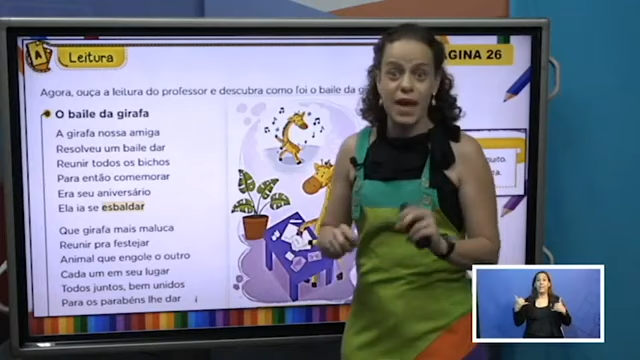 A
Leitura
PÁGINA 26
Agora, ouça a leitura do professor e descubra como foi o baile da
O baile da girafa
A girafa nossa amiga
Resolveu um baile dar
Reunir todos os bichos
Para então comemorar
Era seu aniversário
Ela ia se esbaldar
Que girafa mais maluca
Reunir pra festejar
Animal que engole o outro
Cada um em seu lugar
Todos juntos, bem unidos
Para os parabéns lhe dar